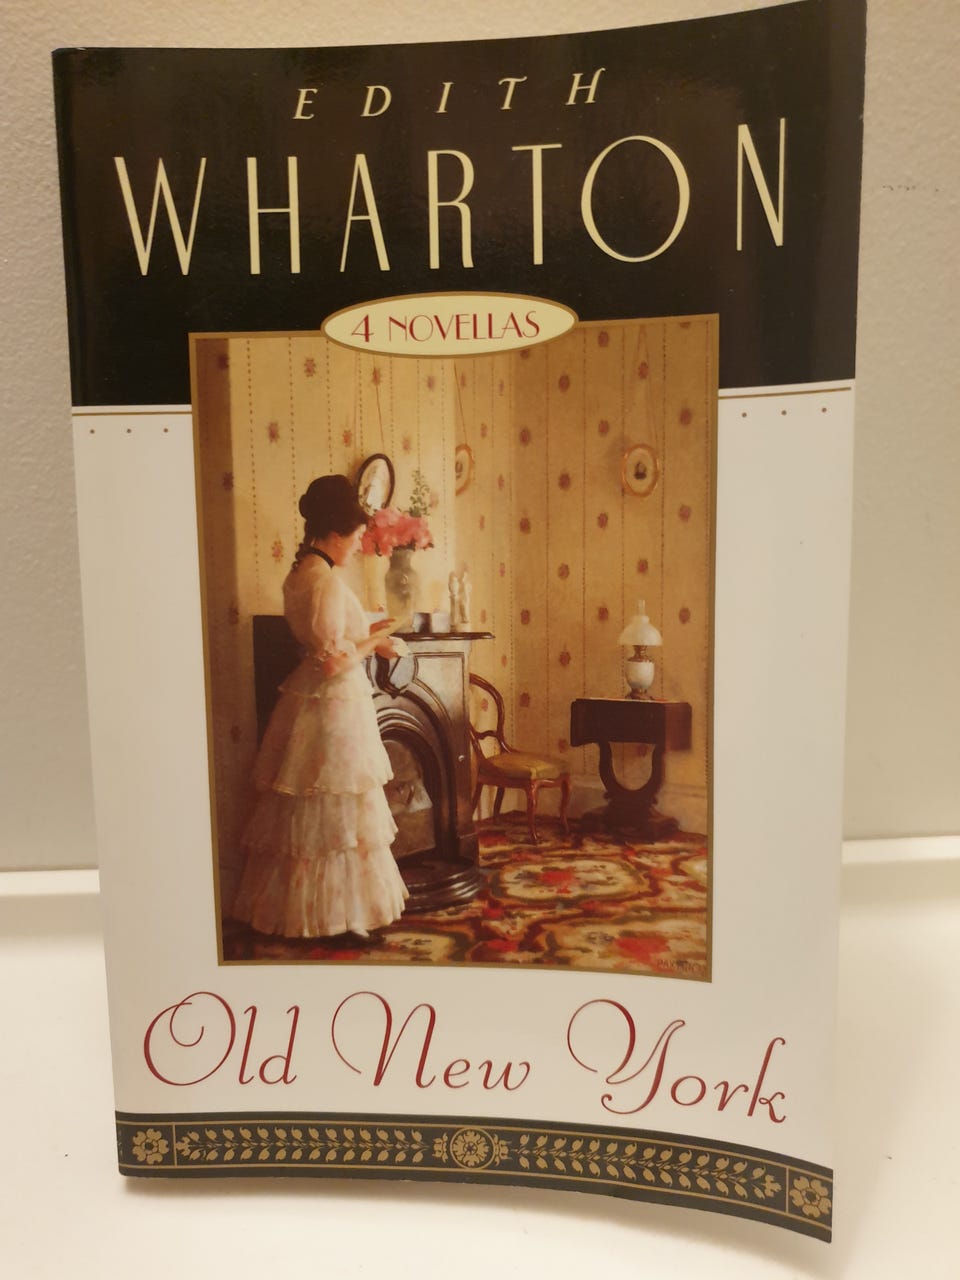 EDITH
WHARTON
4 NOVELLAS
Old New York